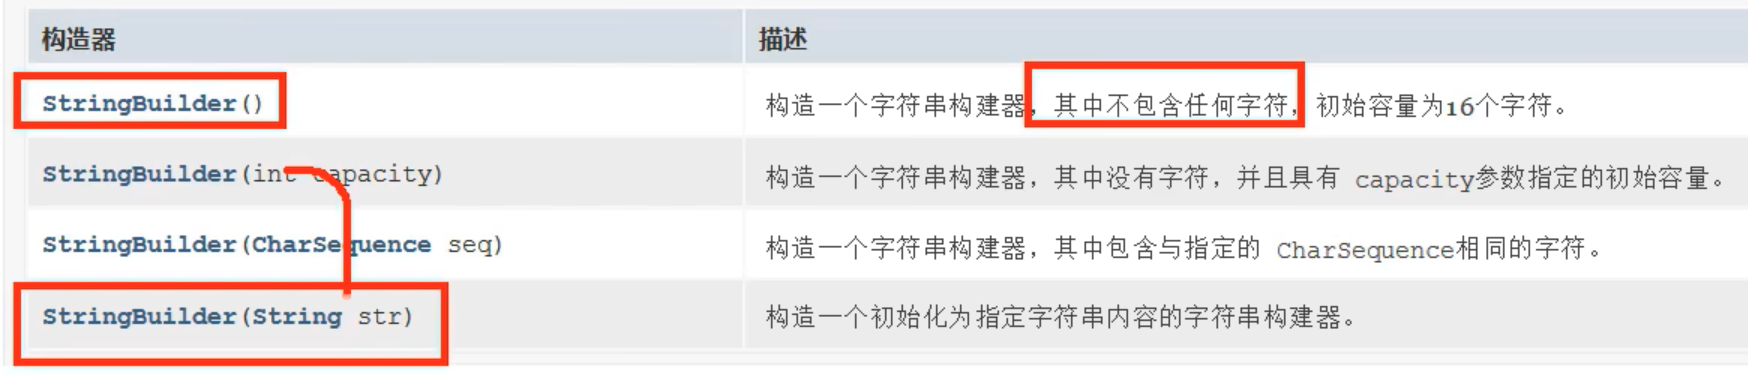 构造器 描述
StringBuilder() 构造一个字符串构建器，其中不包含任何字符，初始容量为16个字符。
StringBuilder(int capacity) 构造一个字符串构建器，其中没有字符，并且具有 capacity参数指定的初始容量。
StringBuilder(CharSequence seq) 构造一个字符串构建器，其中包含与指定的 CharSequence相同的字符。
StringBuilder(String str) 构造一个初始化为指定字符串内容的字符串构建器。